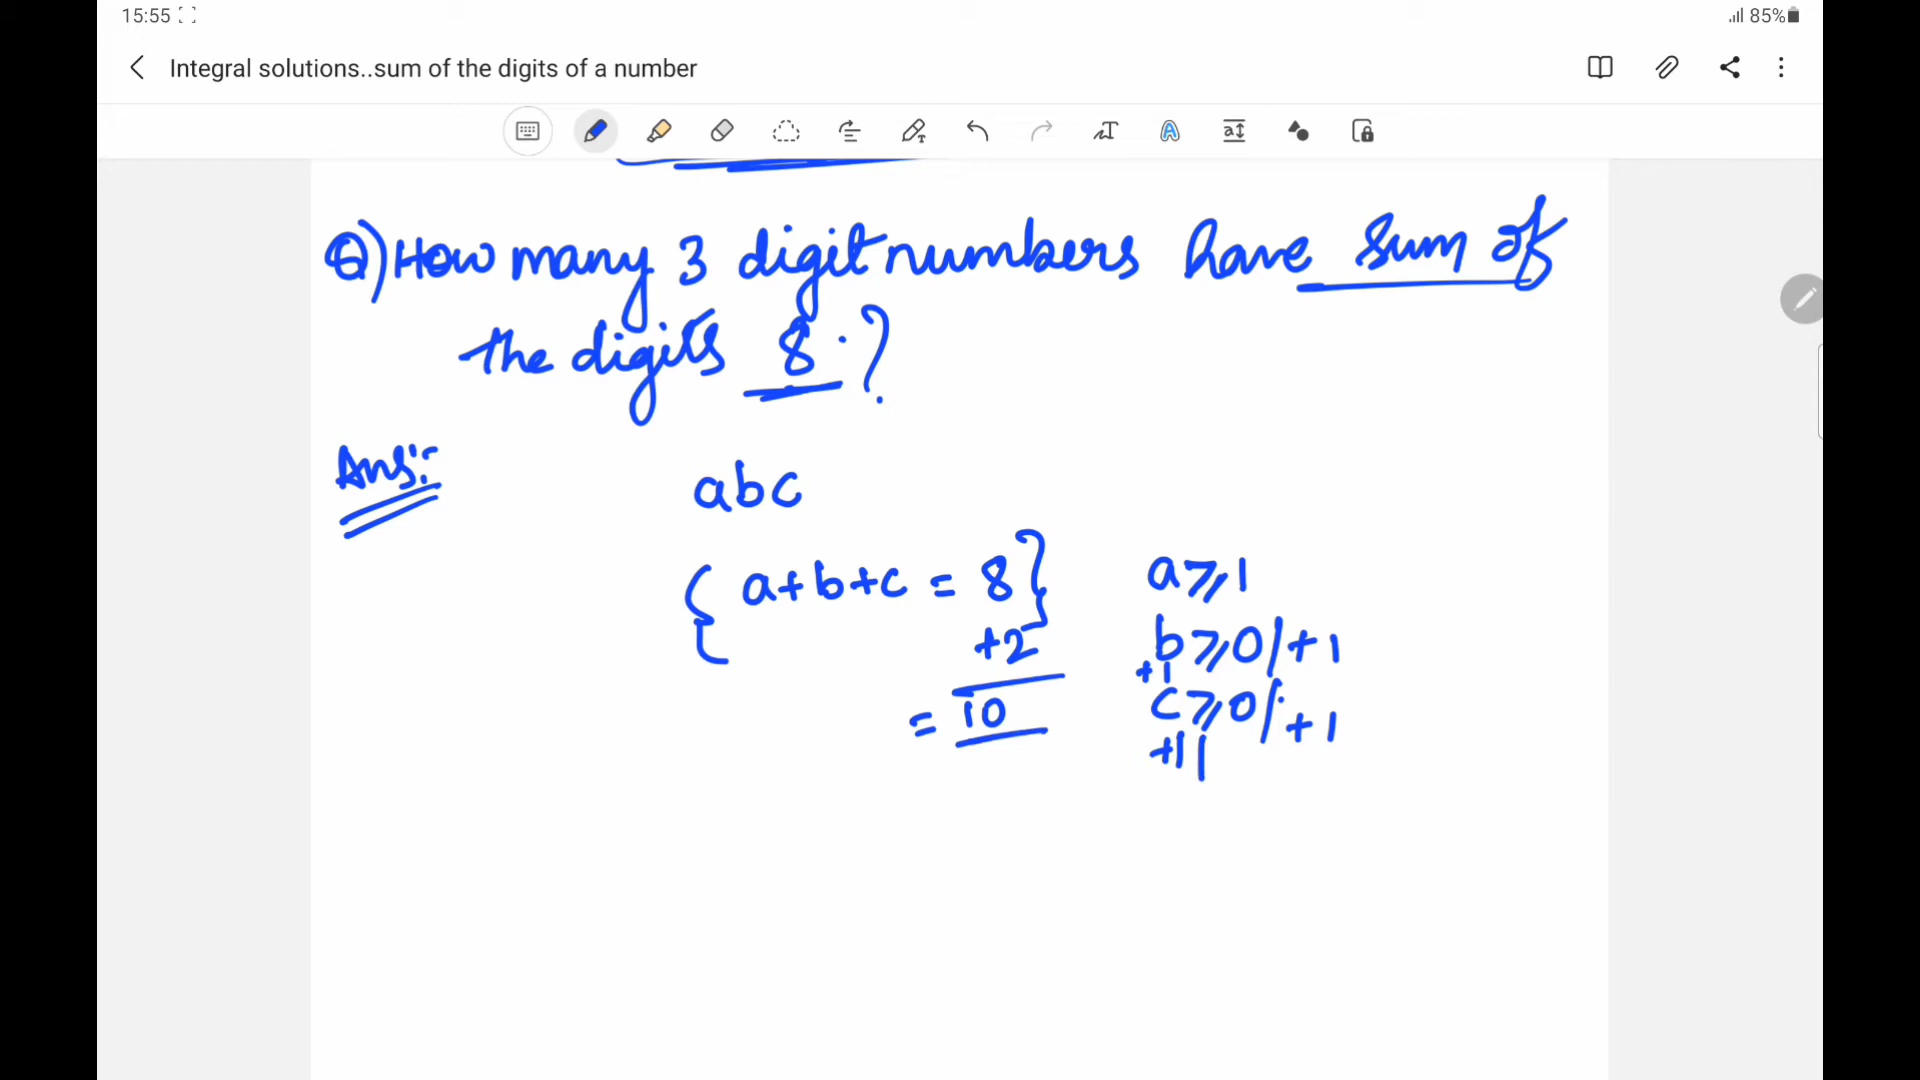 15:55 85%
Integral solutions..sum of the digits of a number
Q) How many 3 digit numbers have sum of
the digits 8.?
Ans:
abc
{ a+b+c = 8 } a⩾1
+2 b⩾0/+1
+1
= 10 c⩾0/+1
+1|